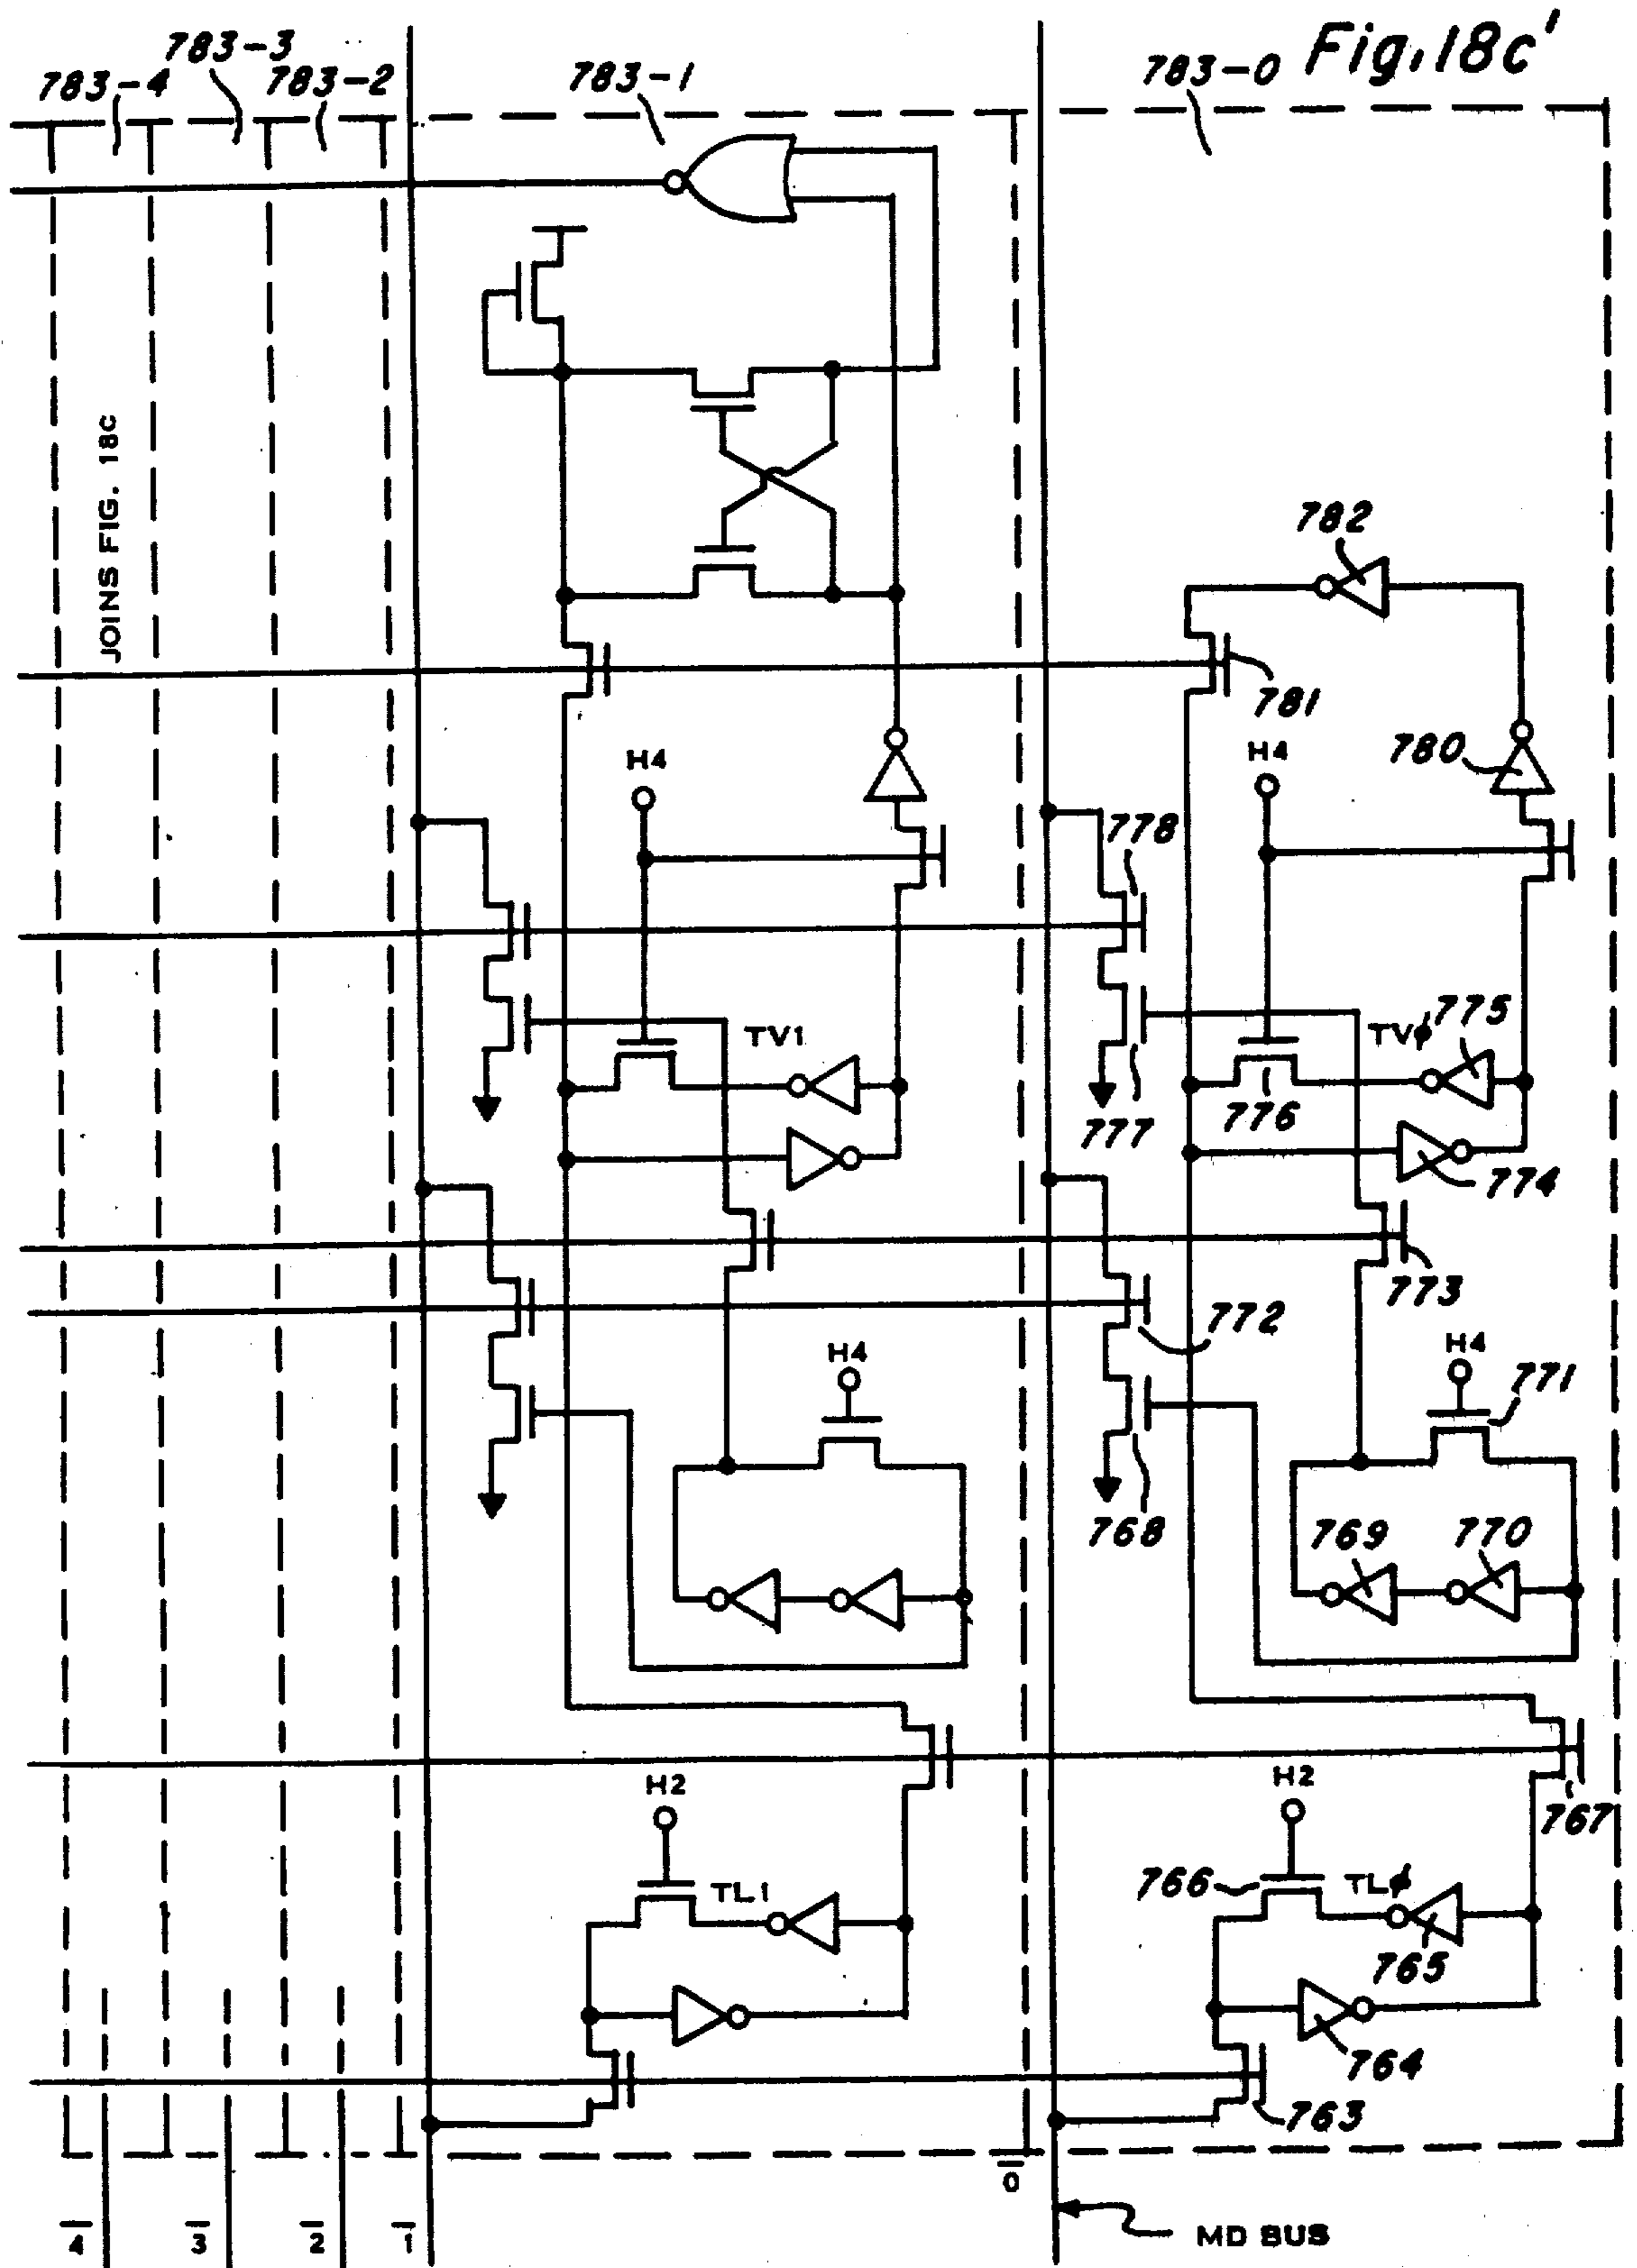 Fig. 18c'
783-4
783-3
783-2
783-1
783-0
JOINS FIG. 18C
782
781
H4
H4
780
778
TV1
TVϕ
775
777
776
774
773
772
H4
H4
771
768
769
770
H2
H2
767
766
TL1
TLϕ
765
764
763
4
3
2
1
0
MD BUS